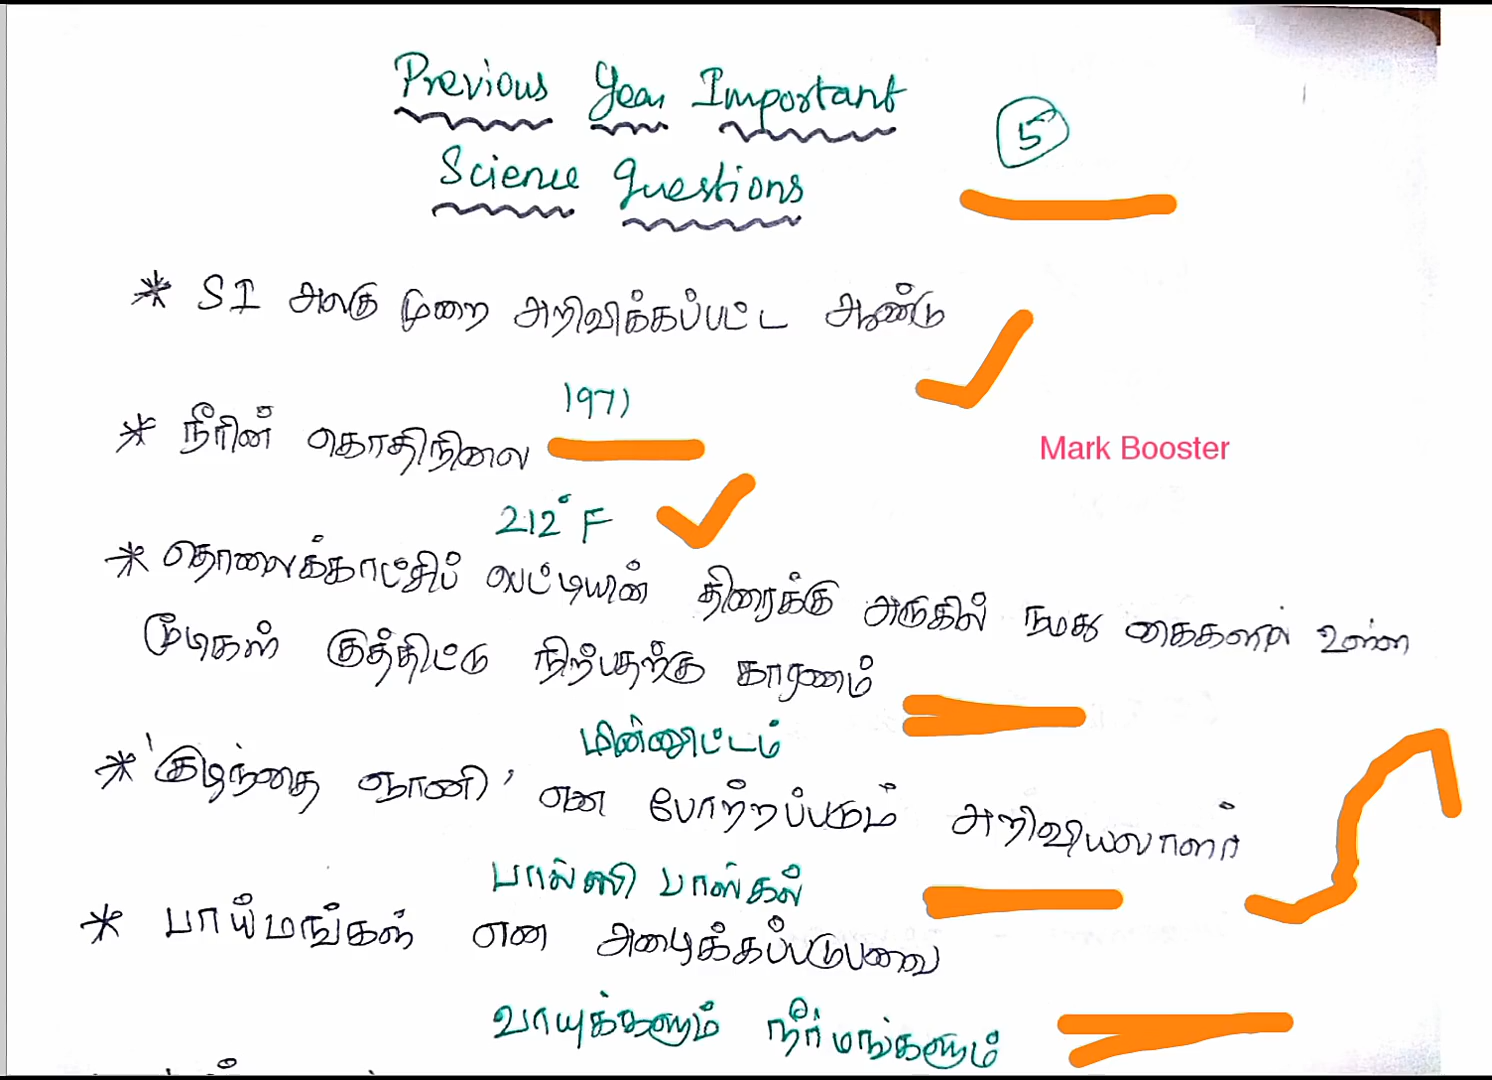 Previous Year Important
5
Science Questions
* SI அலகு முறை அறிவிக்கப்பட்ட ஆண்டு
1971
* நீரின் கொதிநிலை
Mark Booster
212°F
* தொலைக்காட்சிப் பெட்டியின் திரைக்கு அருகில் நமது கைகளில் உள்ள
முடிகள் குத்திட்டு நிற்பதற்கு காரணம்
மின்னூட்டம்
* 'குழந்தை ஞானி' என போற்றப்படும் அறிவியலாளர்
பால்ஸி பாஸ்கல்
* பாய்மங்கள் என அழைக்கப்படுபவை
வாயுக்களும் நீர்மங்களும்